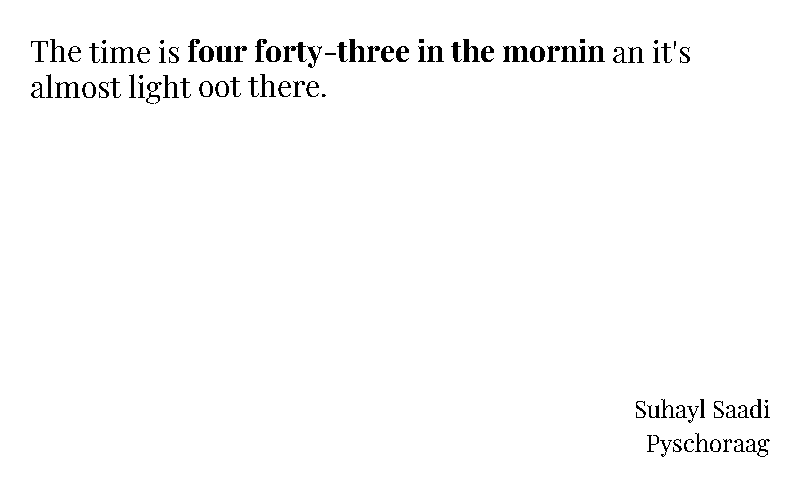 The time is four forty-three in the mornin an it's
almost light oot there.
Suhayl Saadi
Pyschoraag